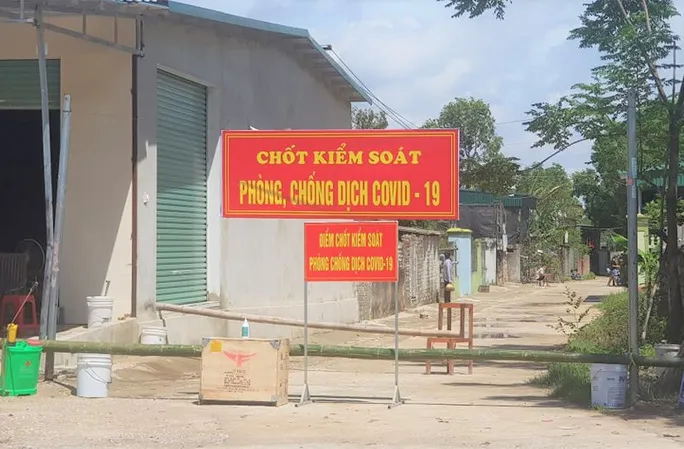 CHỐT KIỂM SOÁT
PHÒNG, CHỐNG DỊCH COVID - 19
ĐIỂM CHỐT KIỂM SOÁT
PHÒNG CHỐNG DỊCH COVID-19